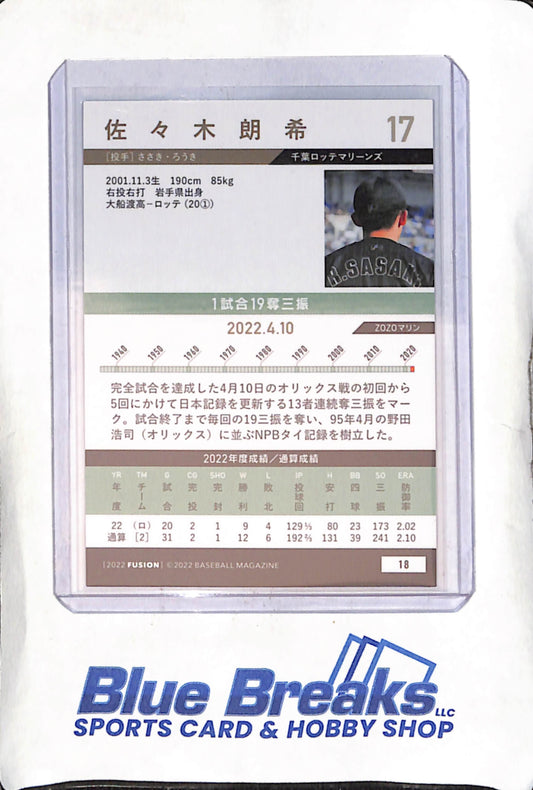 佐々木朗希 17
［投手］ささき・ろうき 千葉ロッテマリーンズ
2001.11.3生 190cm 85kg
右投右打 岩手県出身
大船渡高－ロッテ（20①）
R.SASAKI
1試合19奪三振
2022.4.10 ZOZOマリン
1940 1950 1960 1970 1980 1990 2000 2010 2020
完全試合を達成した4月10日のオリックス戦の初回から
5回にかけて日本記録を更新する13者連続奪三振をマー
ク。試合終了まで毎回の19三振を奪い、95年4月の野田
浩司（オリックス）に並ぶNPBタイ記録を樹立した。
2022年度成績／通算成績
YR TM G CG SHO W L IP H BB SO ERA
年度 チーム 試合 完投 完封 勝利 敗北 投球回 安打 四球 三振 防御率
22 （ロ） 20 2 1 9 4 129⅓ 80 23 173 2.02
通算 ［2］ 31 2 1 12 6 192⅔ 131 39 241 2.10
［2022 FUSION］©2022 BASEBALL MAGAZINE 18
Blue Breaks LLC
SPORTS CARD & HOBBY SHOP